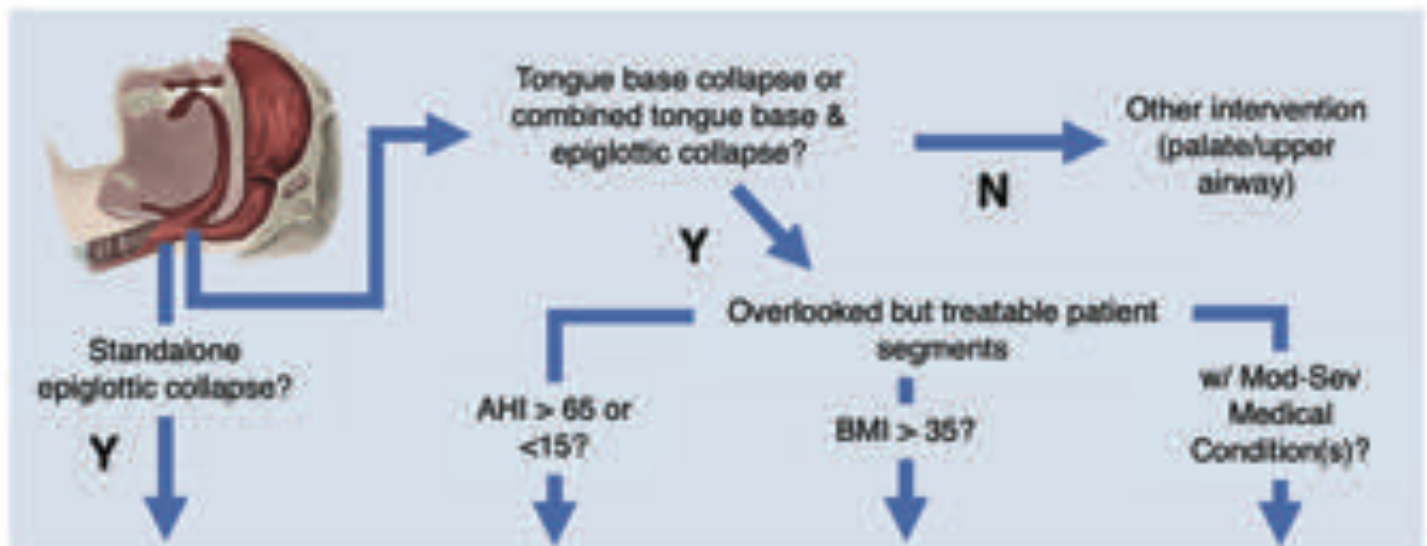 Tongue base collapse or
combined tongue base &
epiglottic collapse?
Other intervention
(palate/upper
airway)
N
Y
Overlooked but treatable patient
segments
Standalone
epiglottic collapse?
Y
AHI > 65 or
<15?
BMI > 35?
w/ Mod-Sev
Medical
Condition(s)?